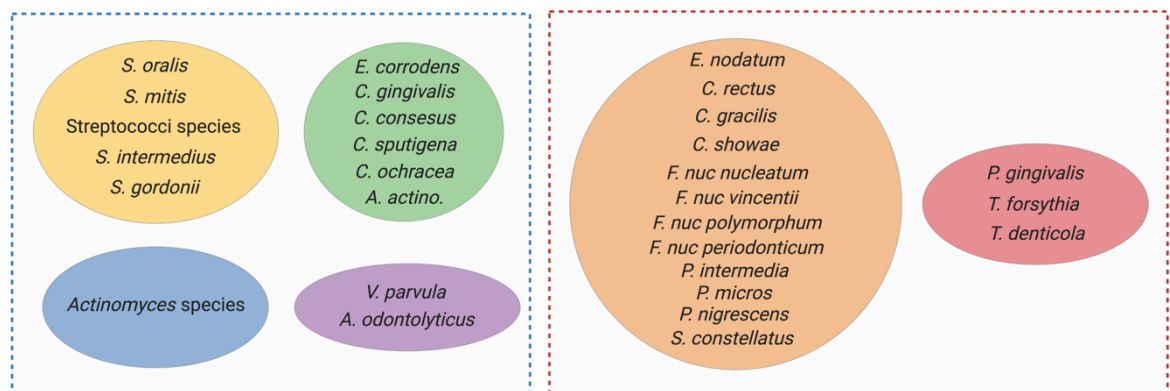 S. oralis
S. mitis
Streptococci species
S. intermedius
S. gordonii
E. corrodens
C. gingivalis
C. consesus
C. sputigena
C. ochracea
A. actino.
Actinomyces species
V. parvula
A. odontolyticus
E. nodatum
C. rectus
C. gracilis
C. showae
F. nuc nucleatum
F. nuc vincentii
F. nuc polymorphum
F. nuc periodonticum
P. intermedia
P. micros
P. nigrescens
S. constellatus
P. gingivalis
T. forsythia
T. denticola